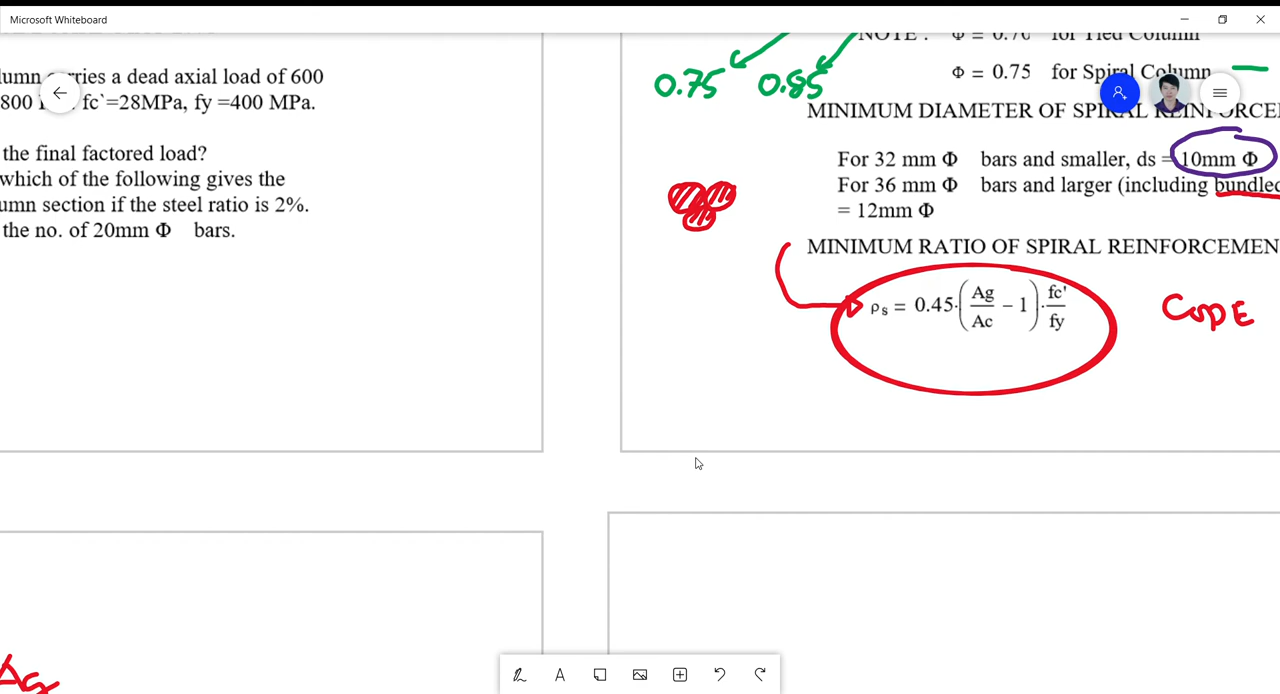 Microsoft Whiteboard
carries a dead axial load of 600
800 fc`=28MPa, fy =400 MPa.
the final factored load?
which of the following gives the
section if the steel ratio is 2%.
the no. of 20mm Φ bars.
NOTE : Φ = 0.70 for Tied Column
Φ = 0.75 for Spiral Column
0.75 0.85
MINIMUM DIAMETER OF SPIRAL
For 32 mm Φ bars and smaller, ds = 10mm Φ
For 36 mm Φ bars and larger (including bundled
= 12mm Φ
MINIMUM RATIO OF SPIRAL REINFORCEMEN
ρs = 0.45·(Ag/Ac − 1)·fc'/fy
CODE
Ag